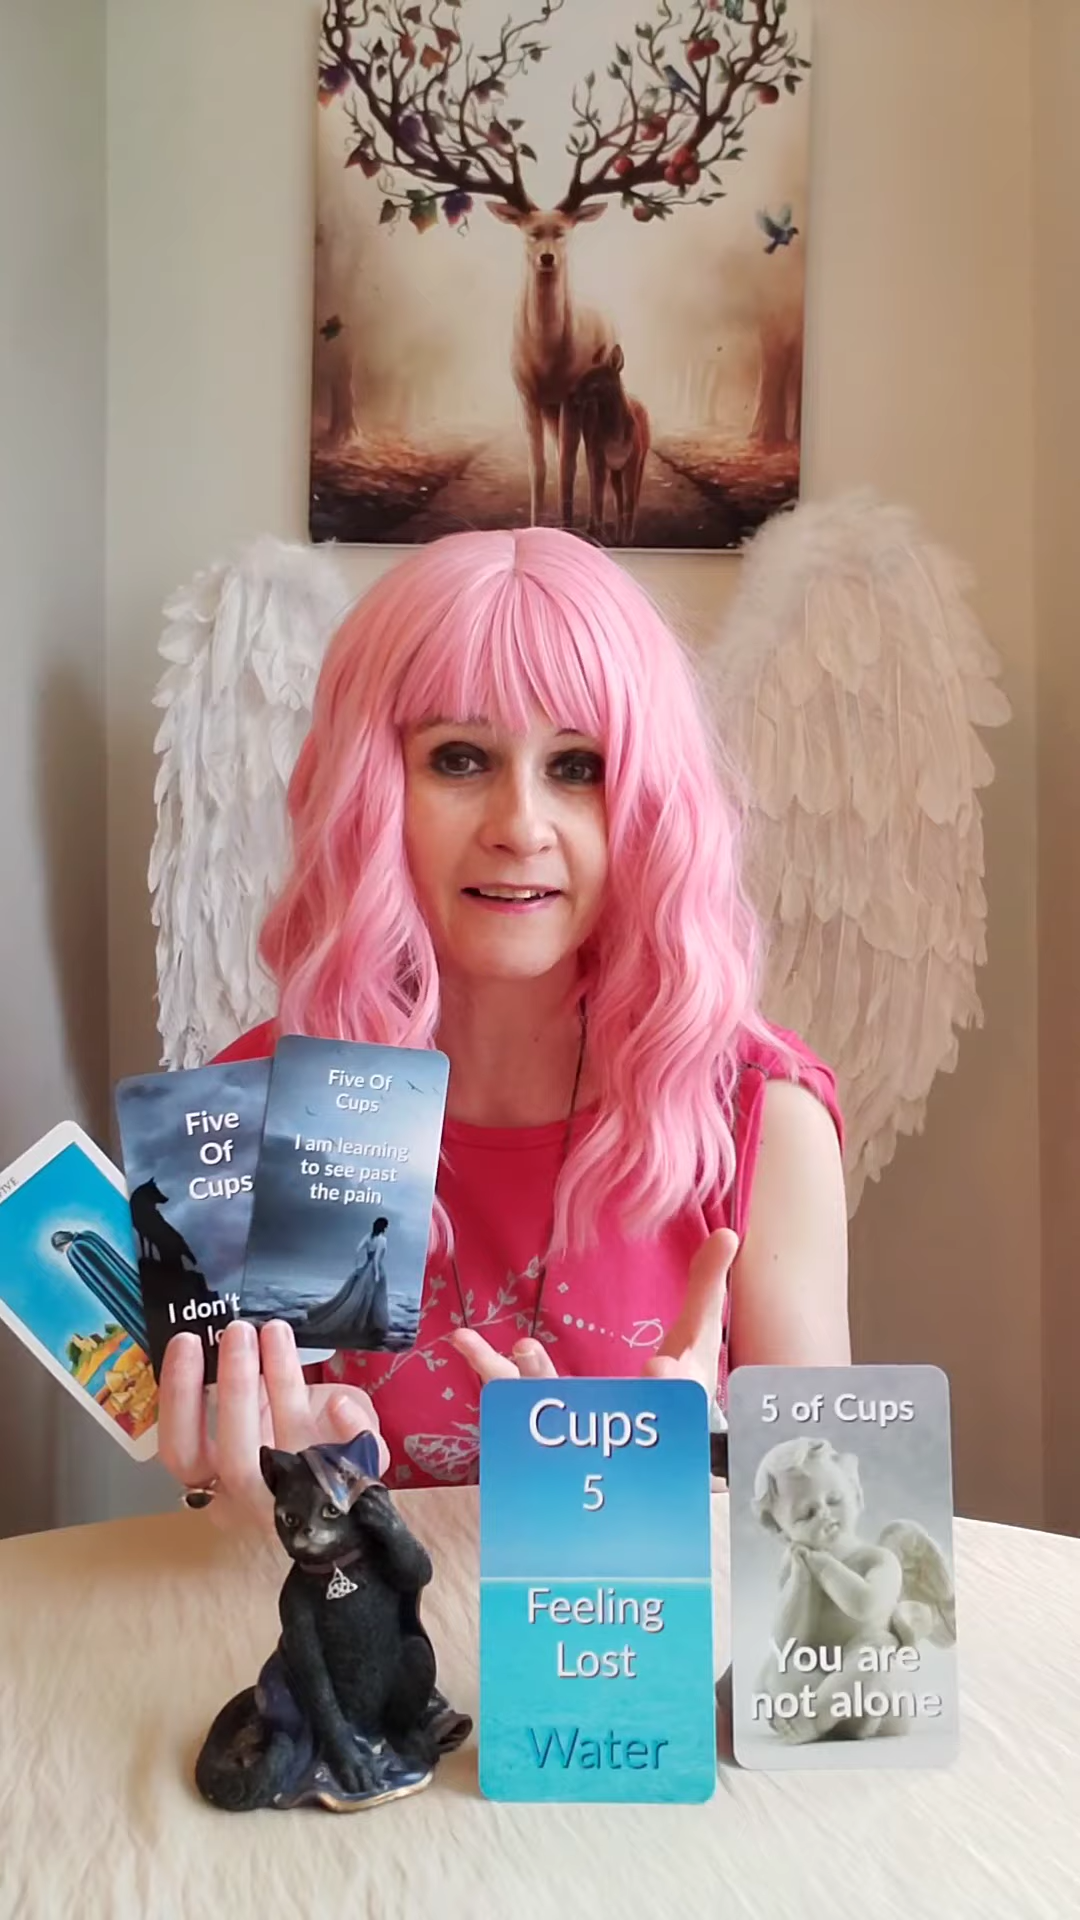 Five
Of
Cups
I don't
Five Of
Cups
I am learning
to see past
the pain
Cups
5
Feeling
Lost
Water
5 of Cups
You are
not alone